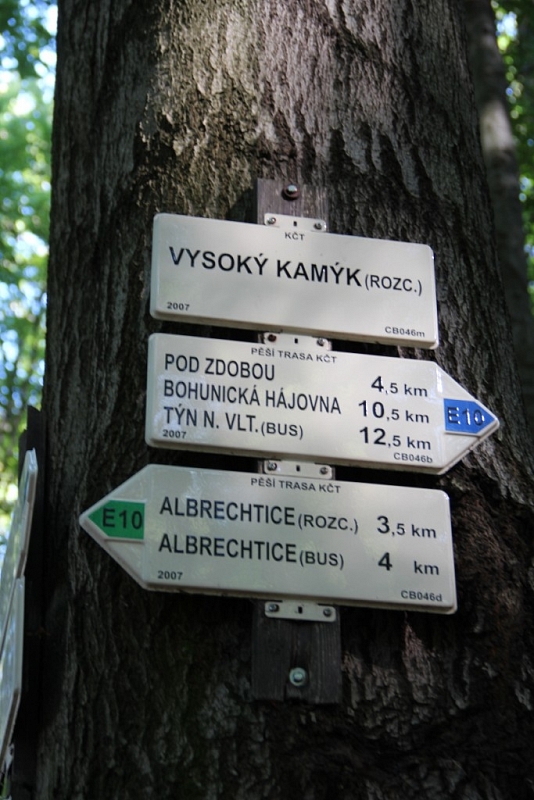 KČT
VYSOKÝ KAMÝK (ROZC.)
2007 CB046m
PĚŠÍ TRASA KČT
POD ZDOBOU 4,5 km
BOHUNICKÁ HÁJOVNA 10,5 km
TÝN N. VLT. (BUS) 12,5 km
E10
2007 CB046b
PĚŠÍ TRASA KČT
E10
ALBRECHTICE (ROZC.) 3,5 km
ALBRECHTICE (BUS) 4 km
2007 CB046d